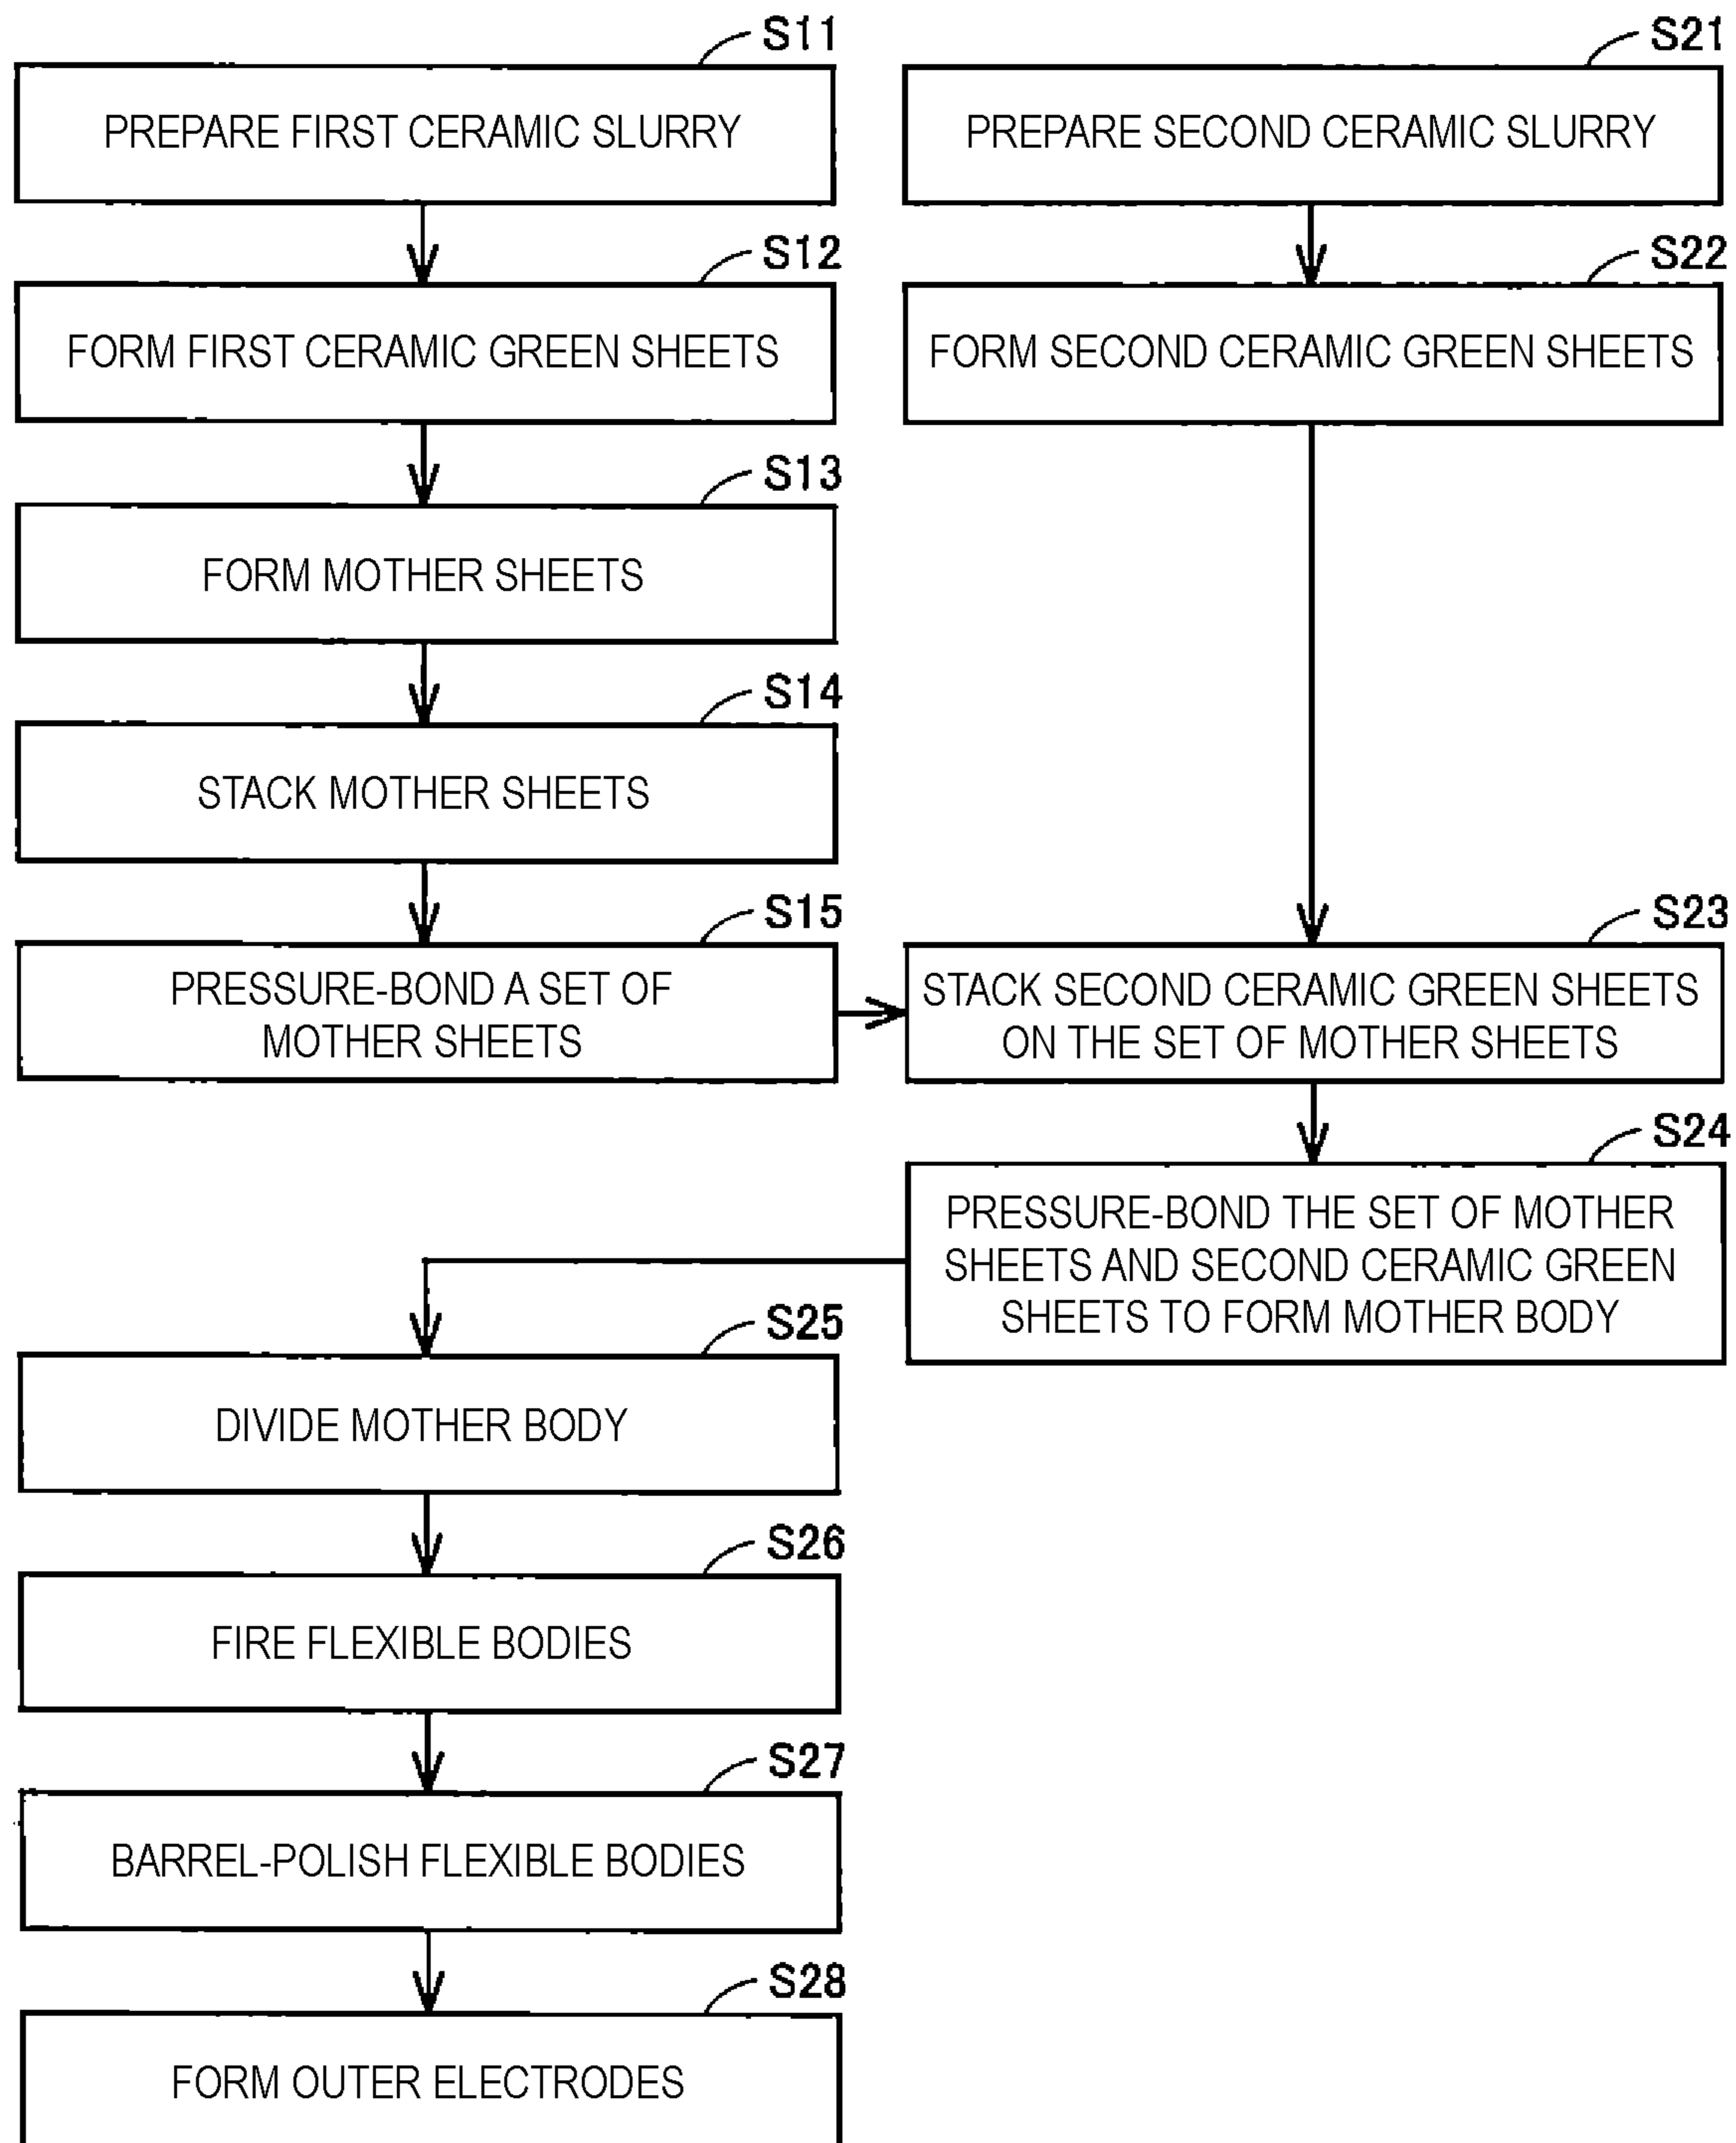 S11
PREPARE FIRST CERAMIC SLURRY
S21
PREPARE SECOND CERAMIC SLURRY
S12
FORM FIRST CERAMIC GREEN SHEETS
S22
FORM SECOND CERAMIC GREEN SHEETS
S13
FORM MOTHER SHEETS
S14
STACK MOTHER SHEETS
S15
PRESSURE-BOND A SET OF
MOTHER SHEETS
S23
STACK SECOND CERAMIC GREEN SHEETS
ON THE SET OF MOTHER SHEETS
S24
PRESSURE-BOND THE SET OF MOTHER
SHEETS AND SECOND CERAMIC GREEN
SHEETS TO FORM MOTHER BODY
S25
DIVIDE MOTHER BODY
S26
FIRE FLEXIBLE BODIES
S27
BARREL-POLISH FLEXIBLE BODIES
S28
FORM OUTER ELECTRODES